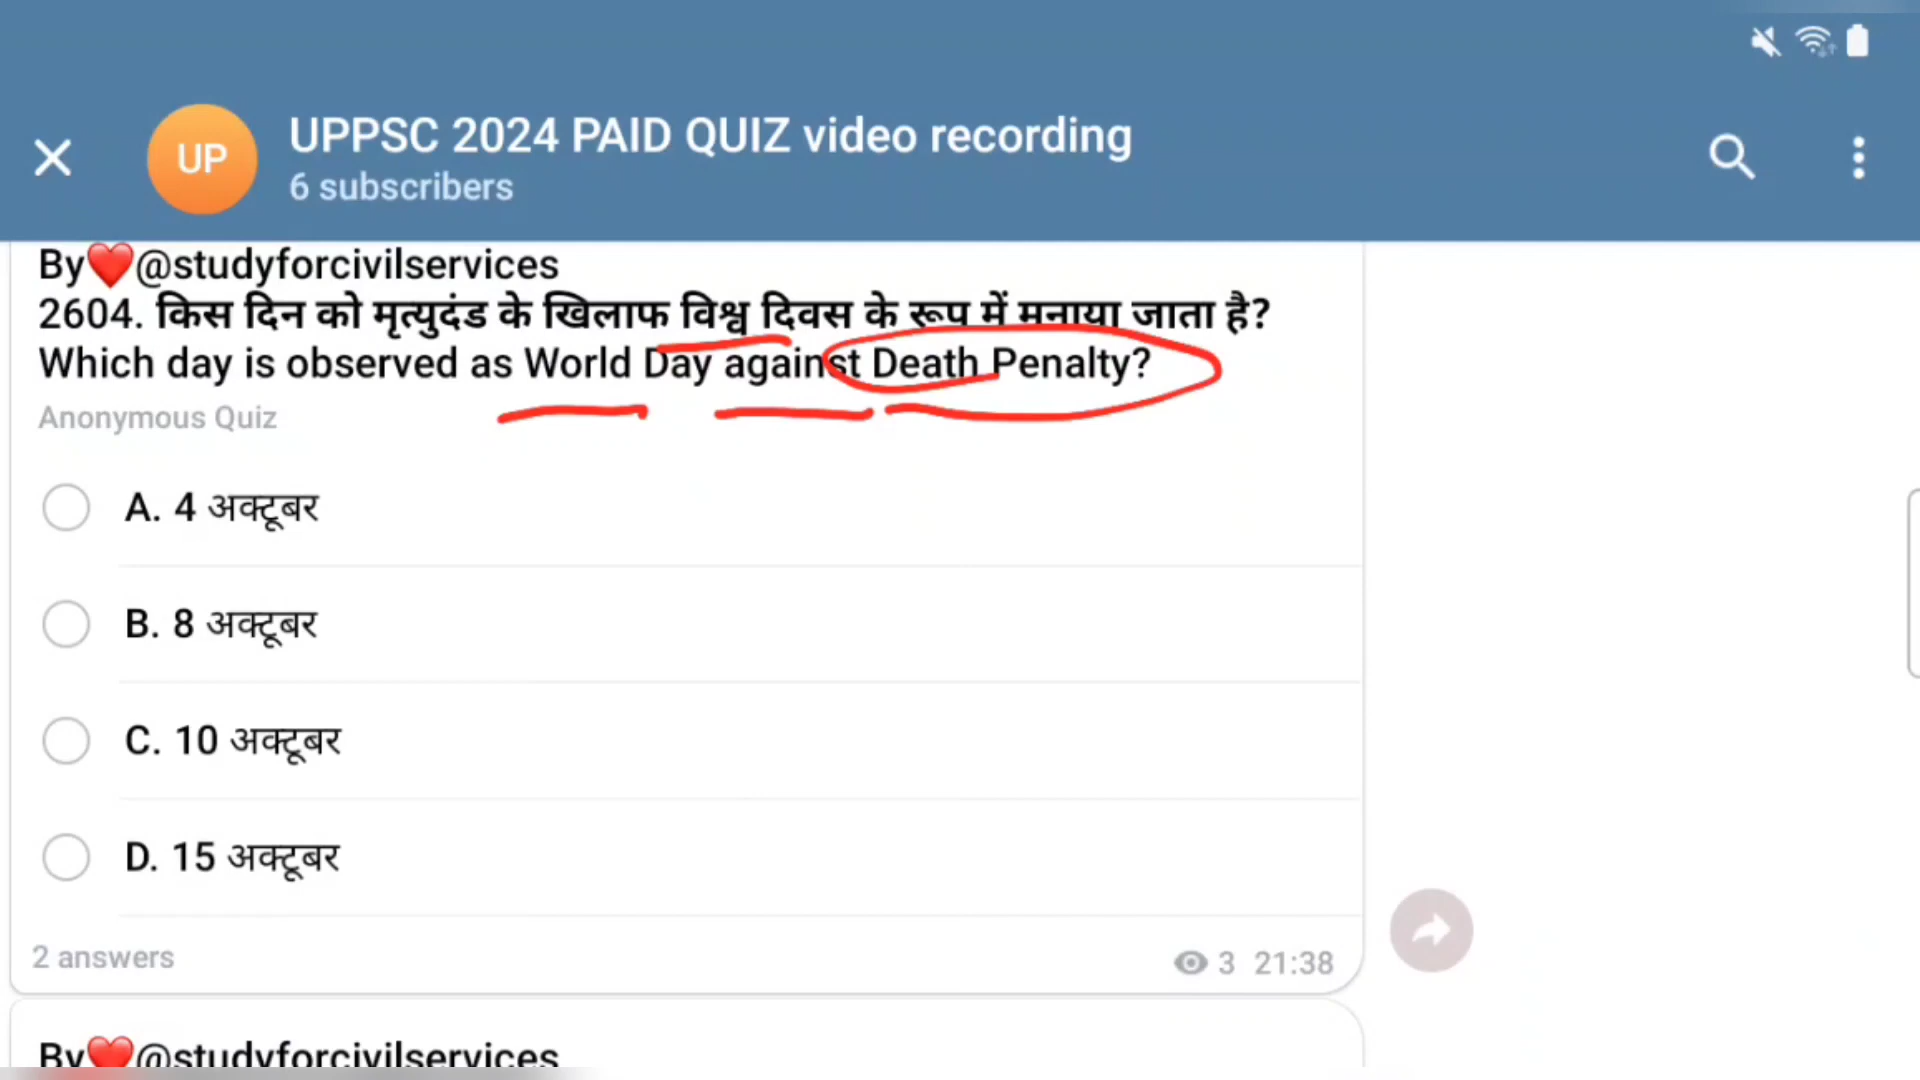 UP
UPPSC 2024 PAID QUIZ video recording
6 subscribers
By❤️@studyforcivilservices
2604. किस दिन को मृत्युदंड के खिलाफ विश्व दिवस के रूप में मनाया जाता है?
Which day is observed as World Day against Death Penalty?
Anonymous Quiz
A. 4 अक्टूबर
B. 8 अक्टूबर
C. 10 अक्टूबर
D. 15 अक्टूबर
2 answers
3 21:38
By❤️@studyforcivilservices